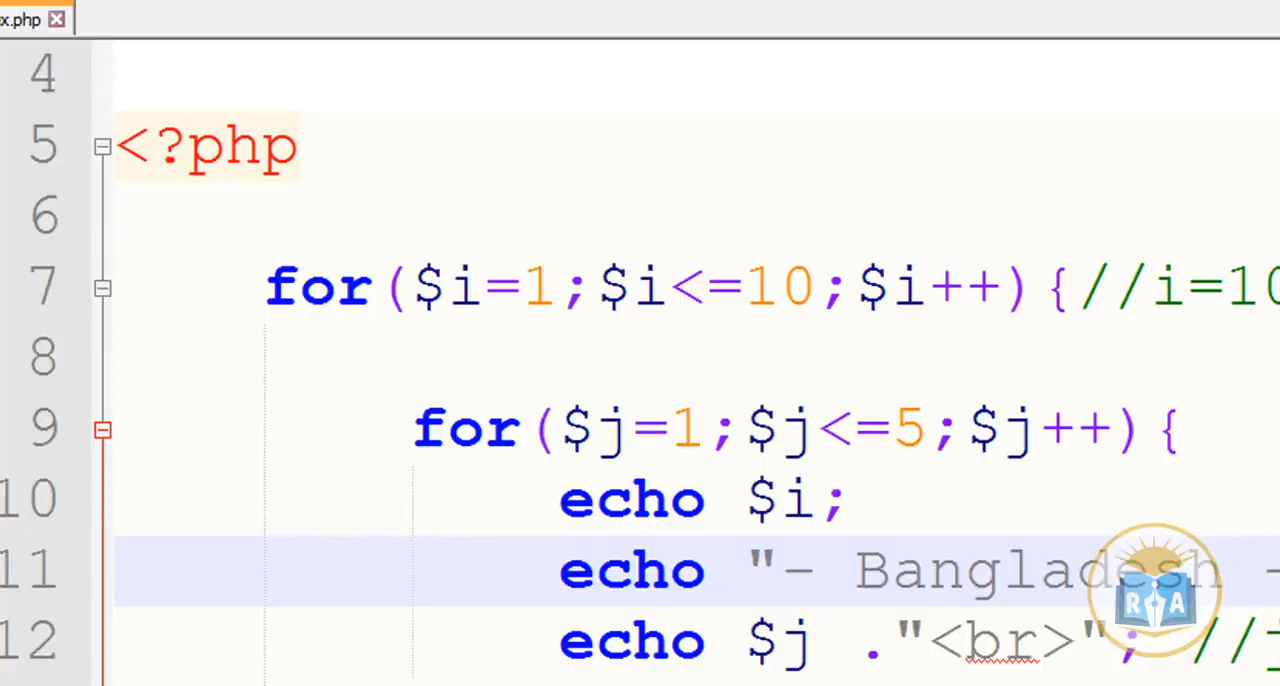 x.php
4
5 <?php
6
7 for($i=1;$i<=10;$i++){//i=10
8
9 for($j=1;$j<=5;$j++){
10 echo $i;
11 echo "- Bangladesh -
12 echo $j ."<br>"; //j
RA